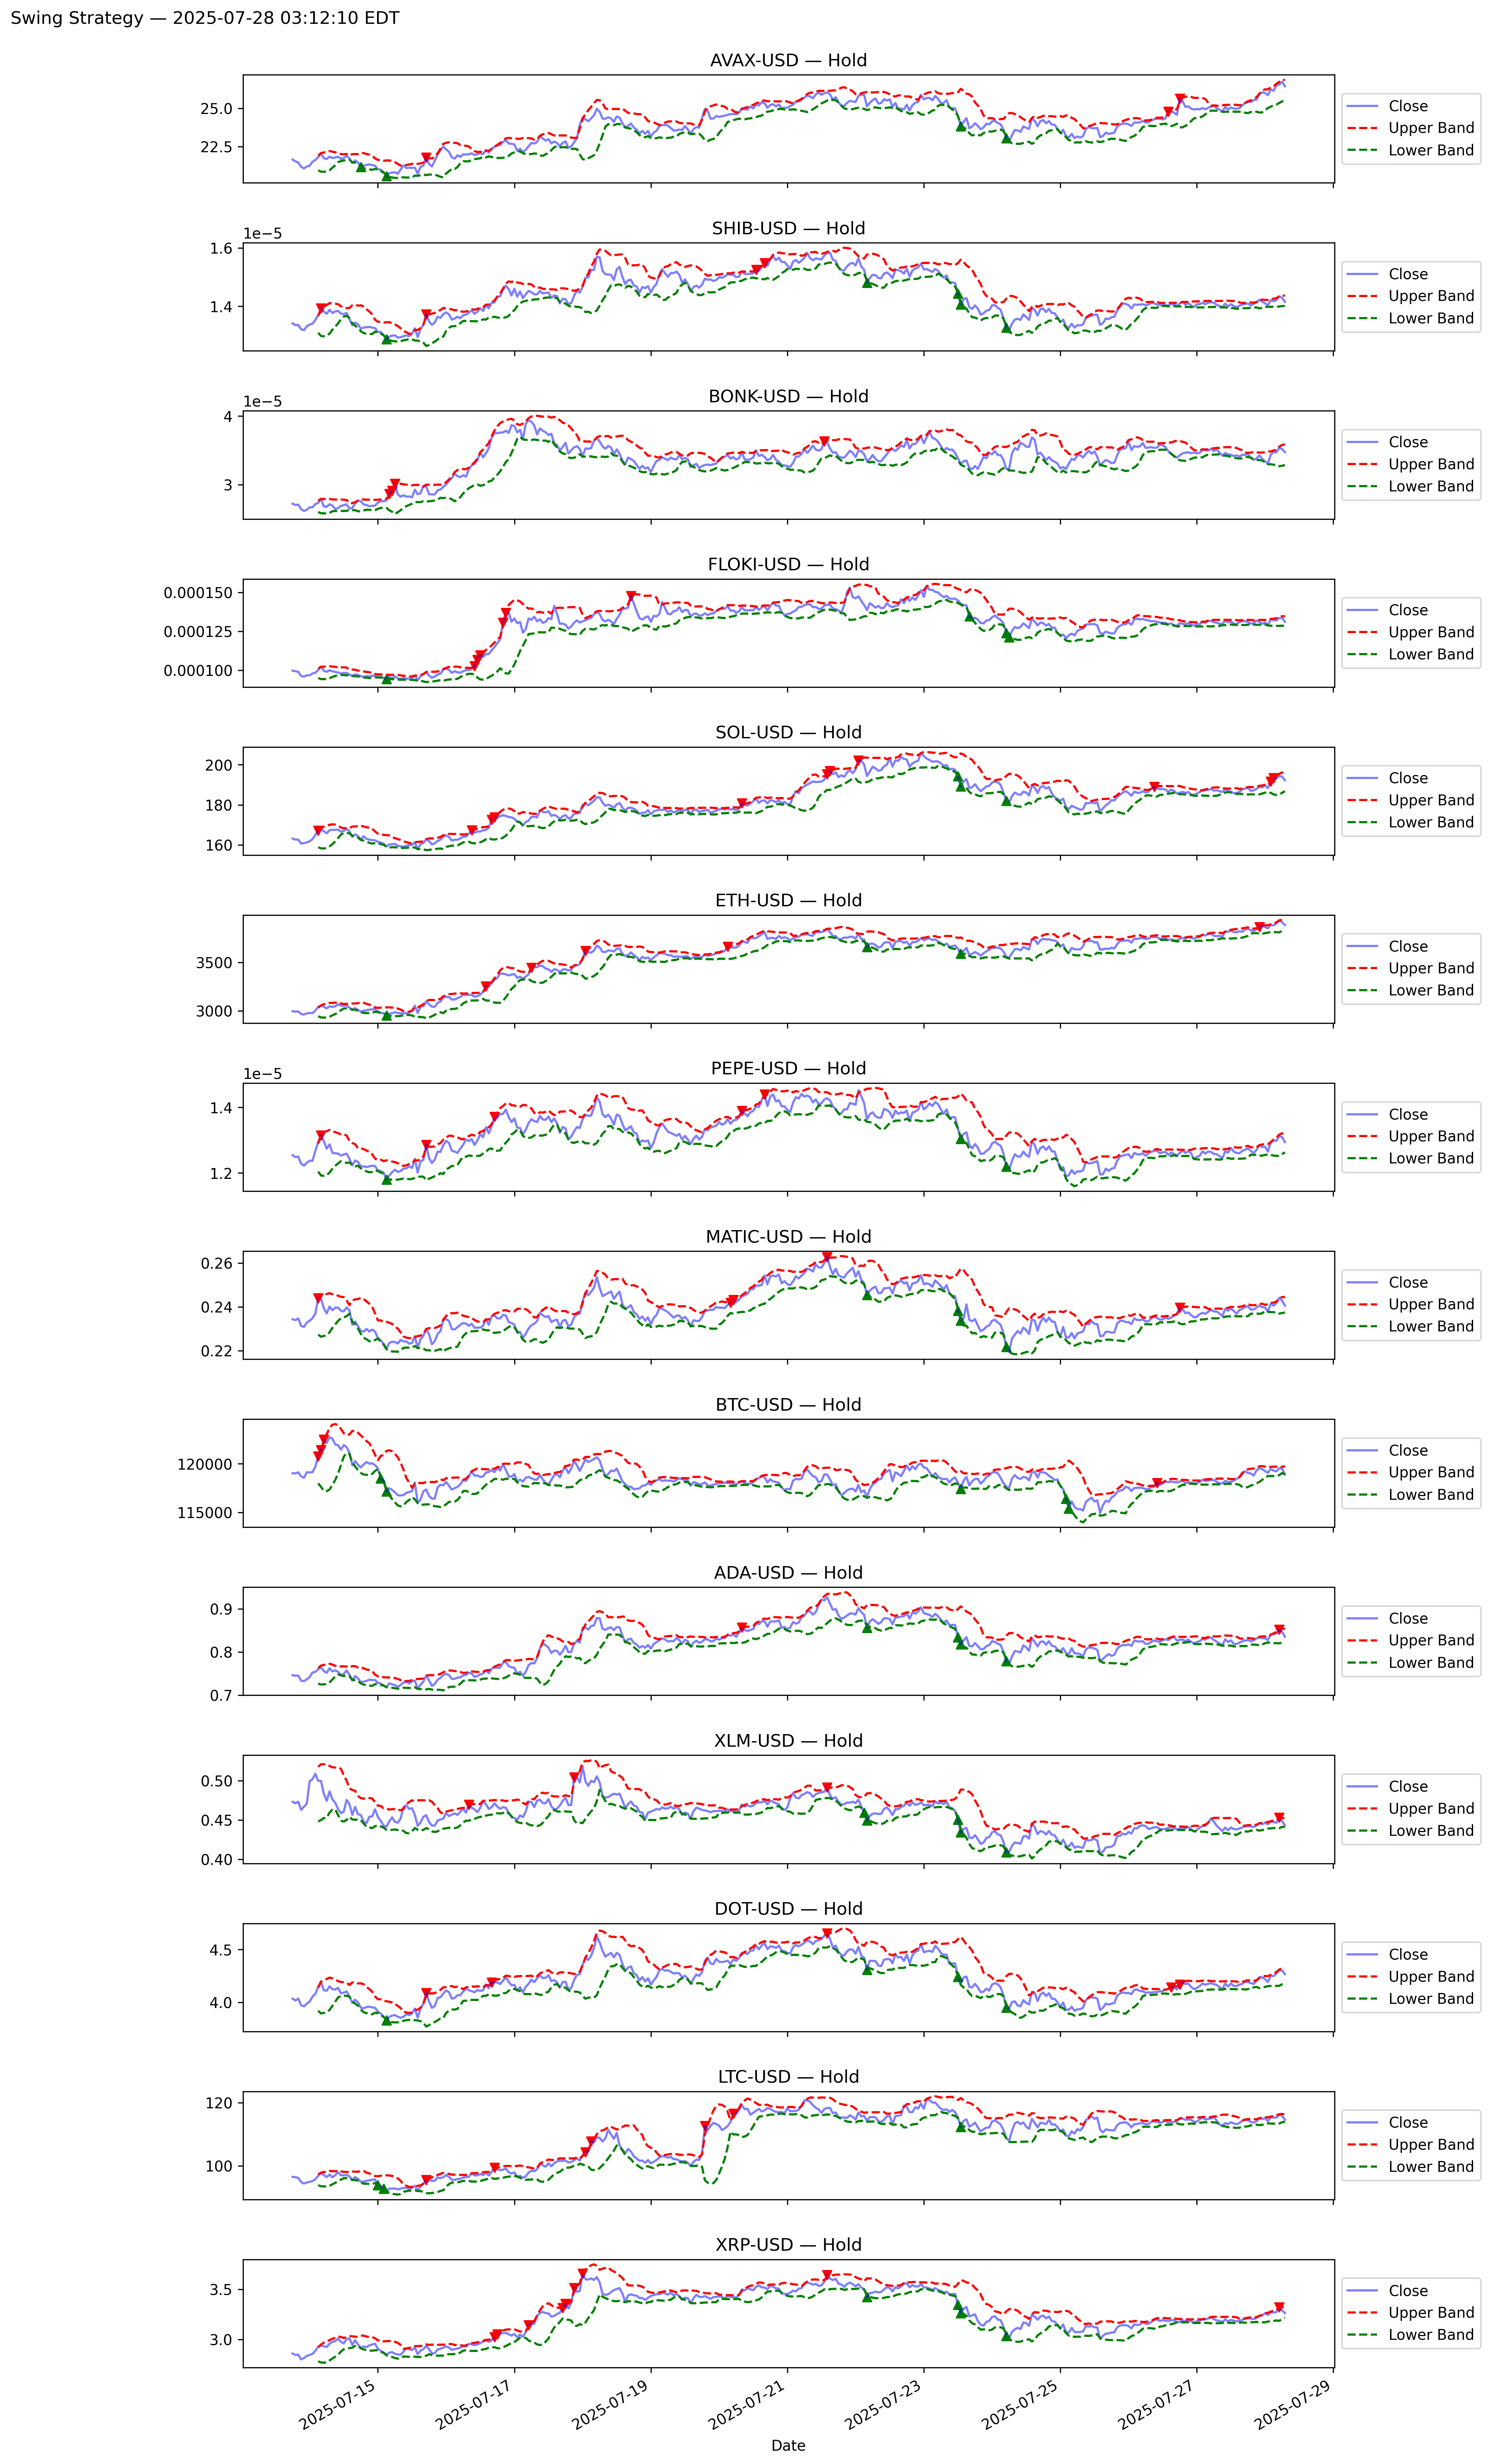 Swing Strategy — 2025-07-28 03:12:10 EDT
AVAX-USD — Hold
25.0
22.5
Close
Upper Band
Lower Band
SHIB-USD — Hold
1e−5
1.6
1.4
Close
Upper Band
Lower Band
BONK-USD — Hold
1e−5
4
3
Close
Upper Band
Lower Band
FLOKI-USD — Hold
0.000150
0.000125
0.000100
Close
Upper Band
Lower Band
SOL-USD — Hold
200
180
160
Close
Upper Band
Lower Band
ETH-USD — Hold
3500
3000
Close
Upper Band
Lower Band
PEPE-USD — Hold
1e−5
1.4
1.2
Close
Upper Band
Lower Band
MATIC-USD — Hold
0.26
0.24
0.22
Close
Upper Band
Lower Band
BTC-USD — Hold
120000
115000
Close
Upper Band
Lower Band
ADA-USD — Hold
0.9
0.8
0.7
Close
Upper Band
Lower Band
XLM-USD — Hold
0.50
0.45
0.40
Close
Upper Band
Lower Band
DOT-USD — Hold
4.5
4.0
Close
Upper Band
Lower Band
LTC-USD — Hold
120
100
Close
Upper Band
Lower Band
XRP-USD — Hold
3.5
3.0
Close
Upper Band
Lower Band
2025-07-15
2025-07-17
2025-07-19
2025-07-21
2025-07-23
2025-07-25
2025-07-27
2025-07-29
Date